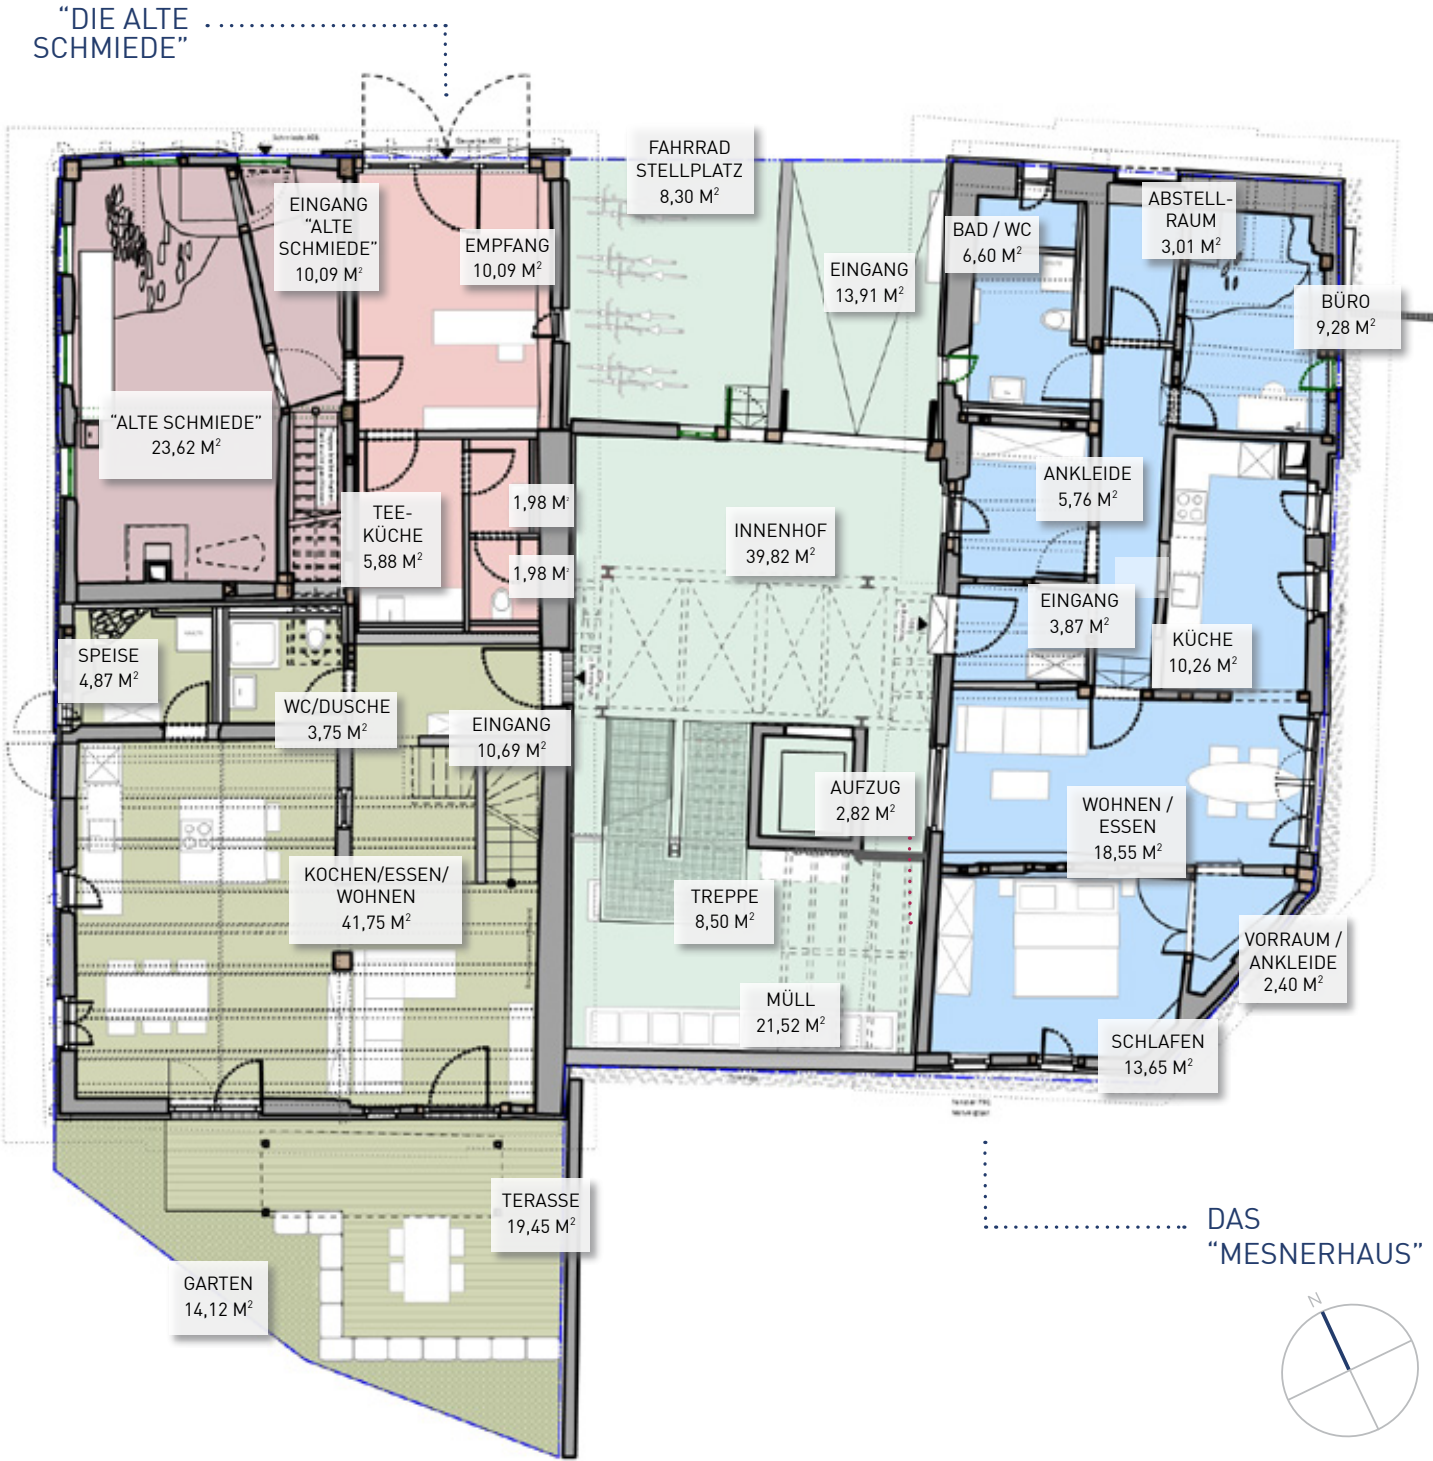 “DIE ALTE
SCHMIEDE”
EINGANG
“ALTE
SCHMIEDE”
10,09 M²
EMPFANG
10,09 M²
FAHRRAD
STELLPLATZ
8,30 M²
EINGANG
13,91 M²
BAD / WC
6,60 M²
ABSTELL-
RAUM
3,01 M²
BÜRO
9,28 M²
“ALTE SCHMIEDE”
23,62 M²
TEE-
KÜCHE
5,88 M²
1,98 M²
1,98 M²
INNENHOF
39,82 M²
ANKLEIDE
5,76 M²
EINGANG
3,87 M²
KÜCHE
10,26 M²
SPEISE
4,87 M²
WC/DUSCHE
3,75 M²
EINGANG
10,69 M²
AUFZUG
2,82 M²
WOHNEN /
ESSEN
18,55 M²
KOCHEN/ESSEN/
WOHNEN
41,75 M²
TREPPE
8,50 M²
VORRAUM /
ANKLEIDE
2,40 M²
MÜLL
21,52 M²
SCHLAFEN
13,65 M²
TERASSE
19,45 M²
GARTEN
14,12 M²
DAS
“MESNERHAUS”
N